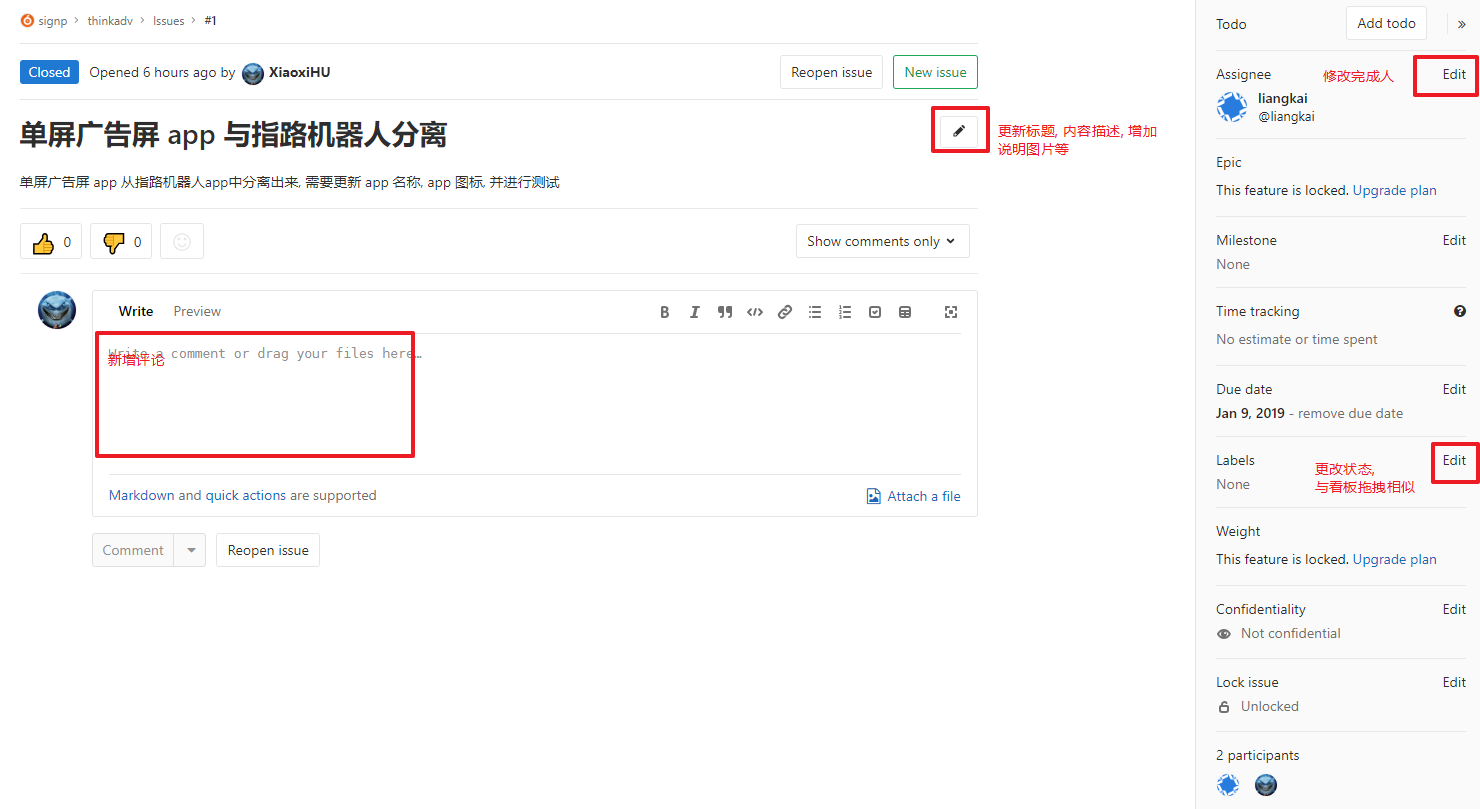 signp > thinkadv > Issues > #1
Closed Opened 6 hours ago by XiaoxiHU
Reopen issue New issue
单屏广告屏 app 与指路机器人分离
更新标题, 内容描述, 增加
说明图片等
单屏广告屏 app 从指路机器人app中分离出来, 需要更新 app 名称, app 图标, 并进行测试
0 0
Show comments only
Write Preview
Write a comment or drag your files here…
新增评论
Markdown and quick actions are supported
Attach a file
Comment Reopen issue
Todo Add todo »
Assignee 修改完成人 Edit
liangkai
@liangkai
Epic
This feature is locked. Upgrade plan
Milestone Edit
None
Time tracking
No estimate or time spent
Due date Edit
Jan 9, 2019 - remove due date
Labels Edit
None
更改状态,
与看板拖拽相似
Weight
This feature is locked. Upgrade plan
Confidentiality Edit
Not confidential
Lock issue Edit
Unlocked
2 participants